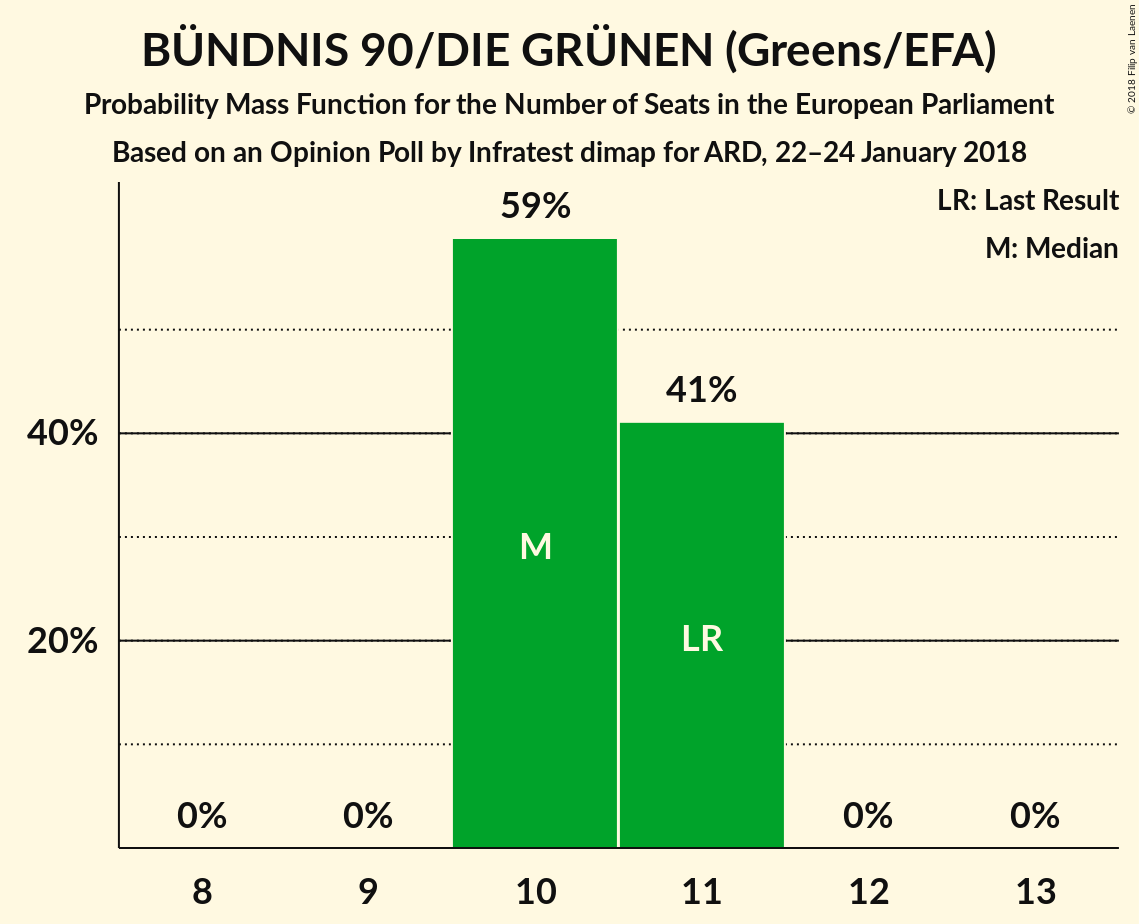 BÜNDNIS 90/DIE GRÜNEN (Greens/EFA)
Probability Mass Function for the Number of Seats in the European Parliament
Based on an Opinion Poll by Infratest dimap for ARD, 22–24 January 2018
© 2018 Filip van Laenen
LR: Last Result
M: Median
59%
41%
40%
20%
M
LR
0%
0%
0%
0%
8
9
10
11
12
13